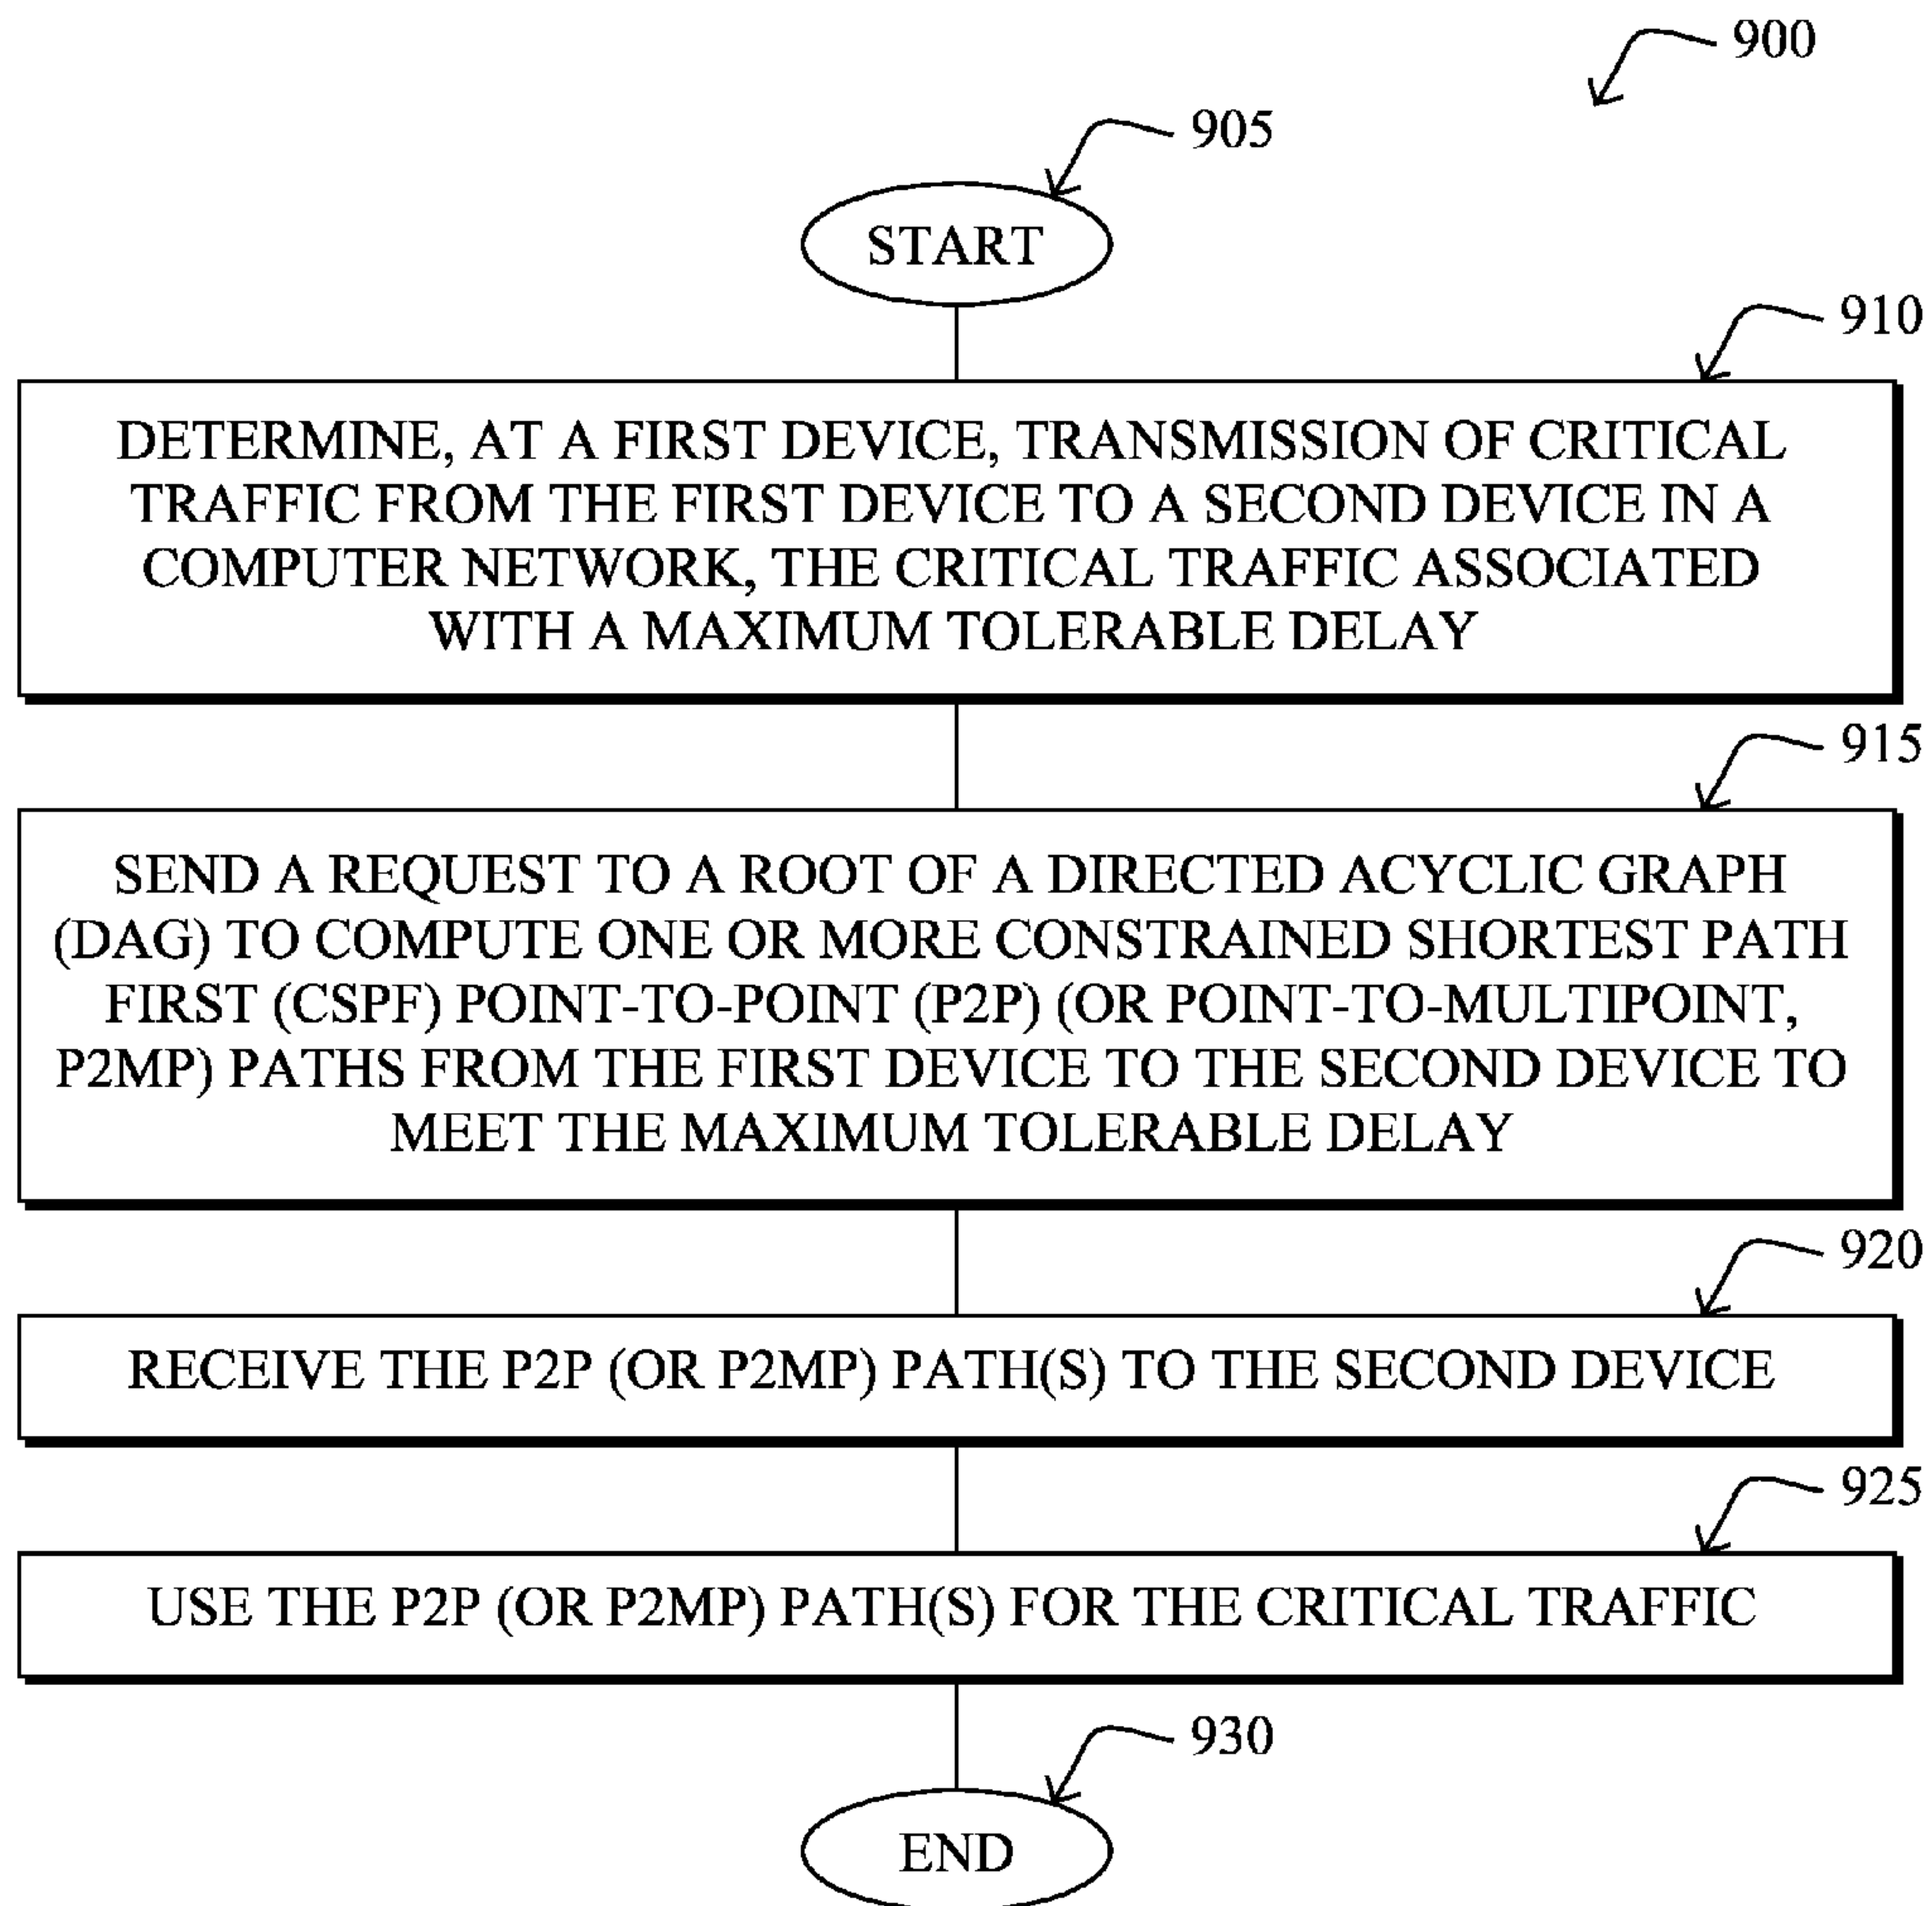 900
905
START
910
DETERMINE, AT A FIRST DEVICE, TRANSMISSION OF CRITICAL
TRAFFIC FROM THE FIRST DEVICE TO A SECOND DEVICE IN A
COMPUTER NETWORK, THE CRITICAL TRAFFIC ASSOCIATED
WITH A MAXIMUM TOLERABLE DELAY
915
SEND A REQUEST TO A ROOT OF A DIRECTED ACYCLIC GRAPH
(DAG) TO COMPUTE ONE OR MORE CONSTRAINED SHORTEST PATH
FIRST (CSPF) POINT-TO-POINT (P2P) (OR POINT-TO-MULTIPOINT,
P2MP) PATHS FROM THE FIRST DEVICE TO THE SECOND DEVICE TO
MEET THE MAXIMUM TOLERABLE DELAY
920
RECEIVE THE P2P (OR P2MP) PATH(S) TO THE SECOND DEVICE
925
USE THE P2P (OR P2MP) PATH(S) FOR THE CRITICAL TRAFFIC
930
END